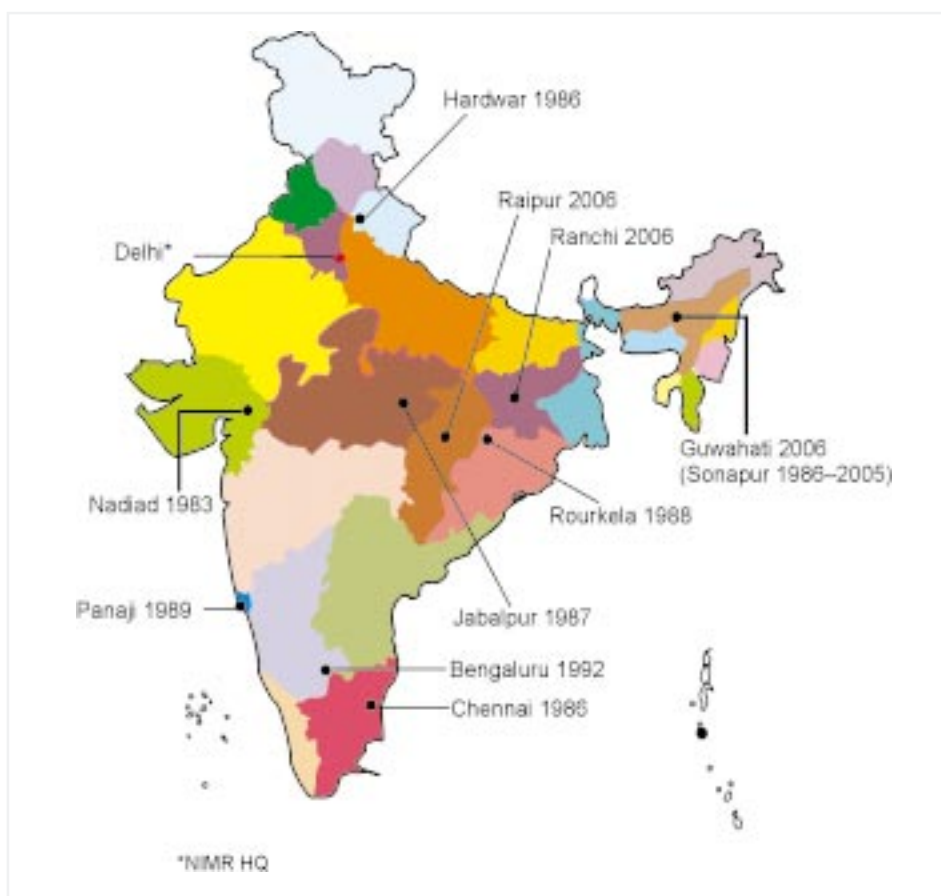 Hardwar 1986
Raipur 2006
Ranchi 2006
Delhi*
Guwahati 2006
(Sonapur 1986–2005)
Nadiad 1983
Rourkela 1988
Panaji 1989
Jabalpur 1987
Bengaluru 1992
Chennai 1986
*NIMR HQ